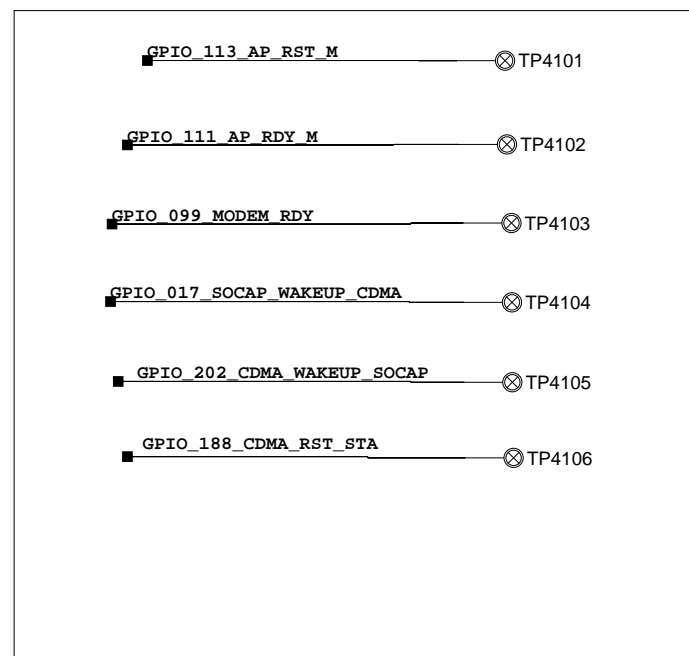 GPIO_113_AP_RST_M TP4101
GPIO_111_AP_RDY_M TP4102
GPIO_099_MODEM_RDY TP4103
GPIO_017_SOCAP_WAKEUP_CDMA TP4104
GPIO_202_CDMA_WAKEUP_SOCAP TP4105
GPIO_188_CDMA_RST_STA TP4106